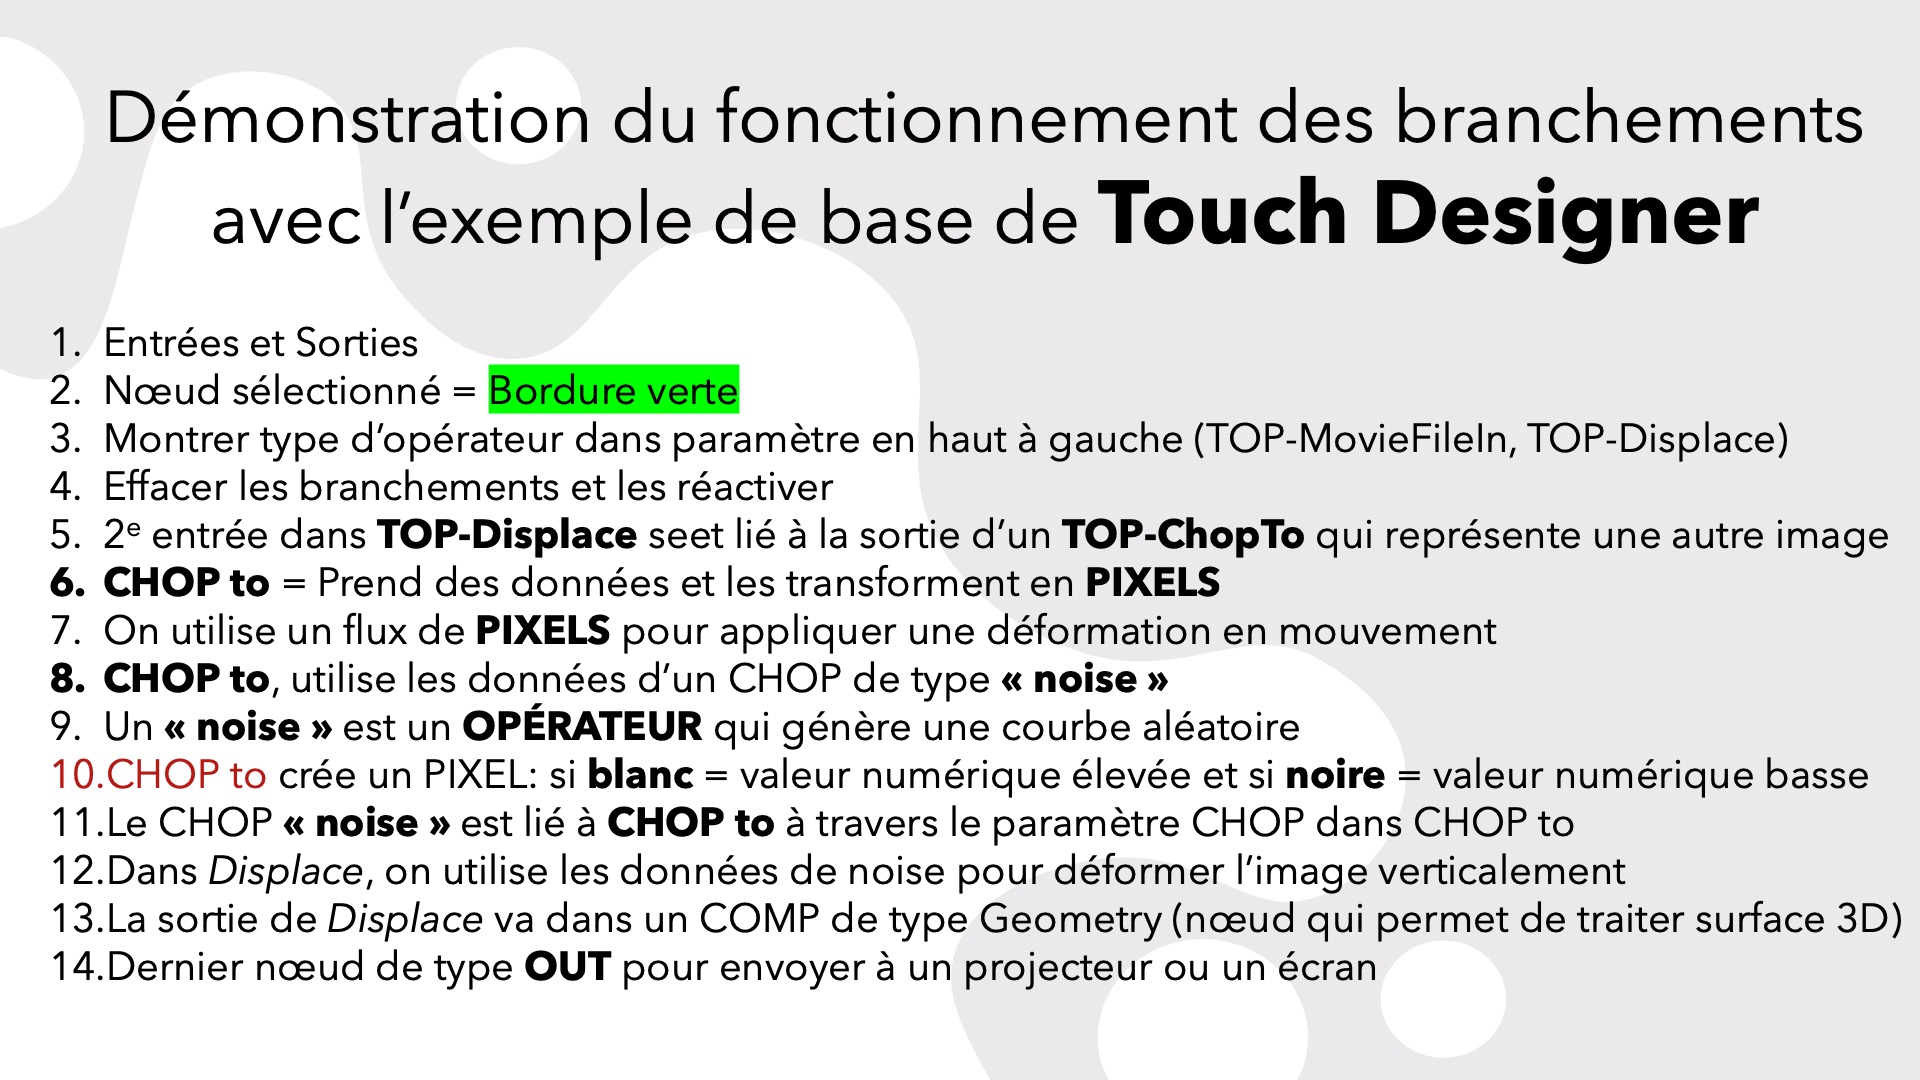 Démonstration du fonctionnement des branchements
avec l’exemple de base de Touch Designer
1. Entrées et Sorties
2. Nœud sélectionné = Bordure verte
3. Montrer type d’opérateur dans paramètre en haut à gauche (TOP-MovieFileIn, TOP-Displace)
4. Effacer les branchements et les réactiver
5. 2e entrée dans TOP-Displace seet lié à la sortie d’un TOP-ChopTo qui représente une autre image
6. CHOP to = Prend des données et les transforment en PIXELS
7. On utilise un flux de PIXELS pour appliquer une déformation en mouvement
8. CHOP to, utilise les données d’un CHOP de type « noise »
9. Un « noise » est un OPÉRATEUR qui génère une courbe aléatoire
10.CHOP to crée un PIXEL: si blanc = valeur numérique élevée et si noire = valeur numérique basse
11.Le CHOP « noise » est lié à CHOP to à travers le paramètre CHOP dans CHOP to
12.Dans Displace, on utilise les données de noise pour déformer l’image verticalement
13.La sortie de Displace va dans un COMP de type Geometry (nœud qui permet de traiter surface 3D)
14.Dernier nœud de type OUT pour envoyer à un projecteur ou un écran